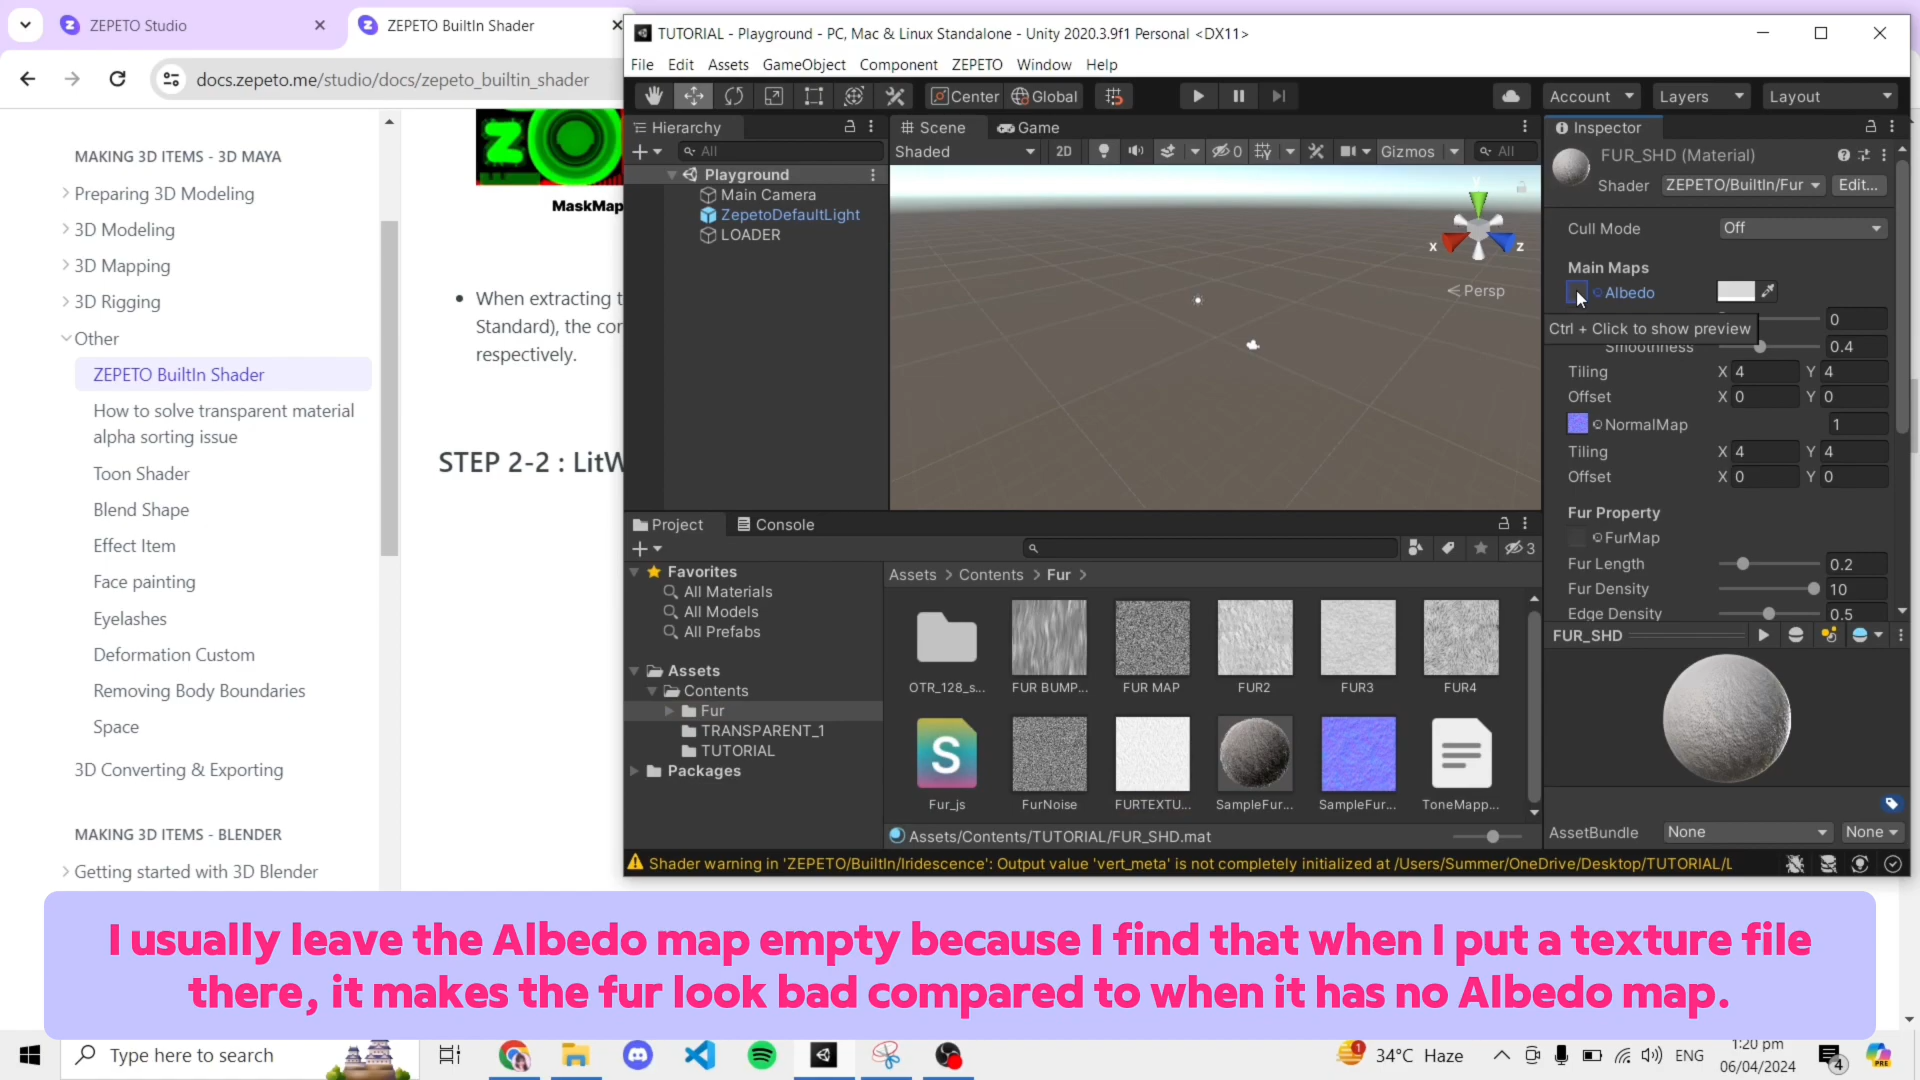 ZEPETO Studio
ZEPETO BuiltIn Shader
docs.zepeto.me/studio/docs/zepeto_builtin_shader
MAKING 3D ITEMS - 3D MAYA
Preparing 3D Modeling
3D Modeling
3D Mapping
3D Rigging
Other
ZEPETO BuiltIn Shader
How to solve transparent material
alpha sorting issue
Toon Shader
Blend Shape
Effect Item
Face painting
Eyelashes
Deformation Custom
Removing Body Boundaries
Space
3D Converting & Exporting
MAKING 3D ITEMS - BLENDER
Getting started with 3D Blender
MaskMap
When extracting t
Standard), the cor
respectively.
STEP 2-2 : LitW
TUTORIAL - Playground - PC, Mac & Linux Standalone - Unity 2020.3.9f1 Personal <DX11>
File Edit Assets GameObject Component ZEPETO Window Help
Center Global Account Layers Layout
Hierarchy
All
Playground
Main Camera
ZepetoDefaultLight
LOADER
Scene Game
Shaded 2D 0 Gizmos All
Y
X Z
Persp
Inspector
FUR_SHD (Material)
Shader ZEPETO/BuiltIn/Fur Edit...
Cull Mode Off
Main Maps
Albedo
0
Ctrl + Click to show preview
Smoothness 0.4
Tiling X 4 Y 4
Offset X 0 Y 0
NormalMap 1
Tiling X 4 Y 4
Offset X 0 Y 0
Fur Property
FurMap
Fur Length 0.2
Fur Density 10
Edge Density 0.5
FUR_SHD
AssetBundle None None
Project Console
3
Favorites
All Materials
All Models
All Prefabs
Assets
Contents
Fur
TRANSPARENT_1
TUTORIAL
Packages
Assets > Contents > Fur >
OTR_128_s... FUR BUMP... FUR MAP FUR2 FUR3 FUR4
S
Fur_js FurNoise FURTEXTU... SampleFur... SampleFur... ToneMapp...
Assets/Contents/TUTORIAL/FUR_SHD.mat
Shader warning in 'ZEPETO/BuiltIn/Iridescence': Output value 'vert_meta' is not completely initialized at /Users/Summer/OneDrive/Desktop/TUTORIAL/L
I usually leave the Albedo map empty because I find that when I put a texture file
there, it makes the fur look bad compared to when it has no Albedo map.
Type here to search
34°C Haze
ENG
1:20 pm
06/04/2024
4
PRE